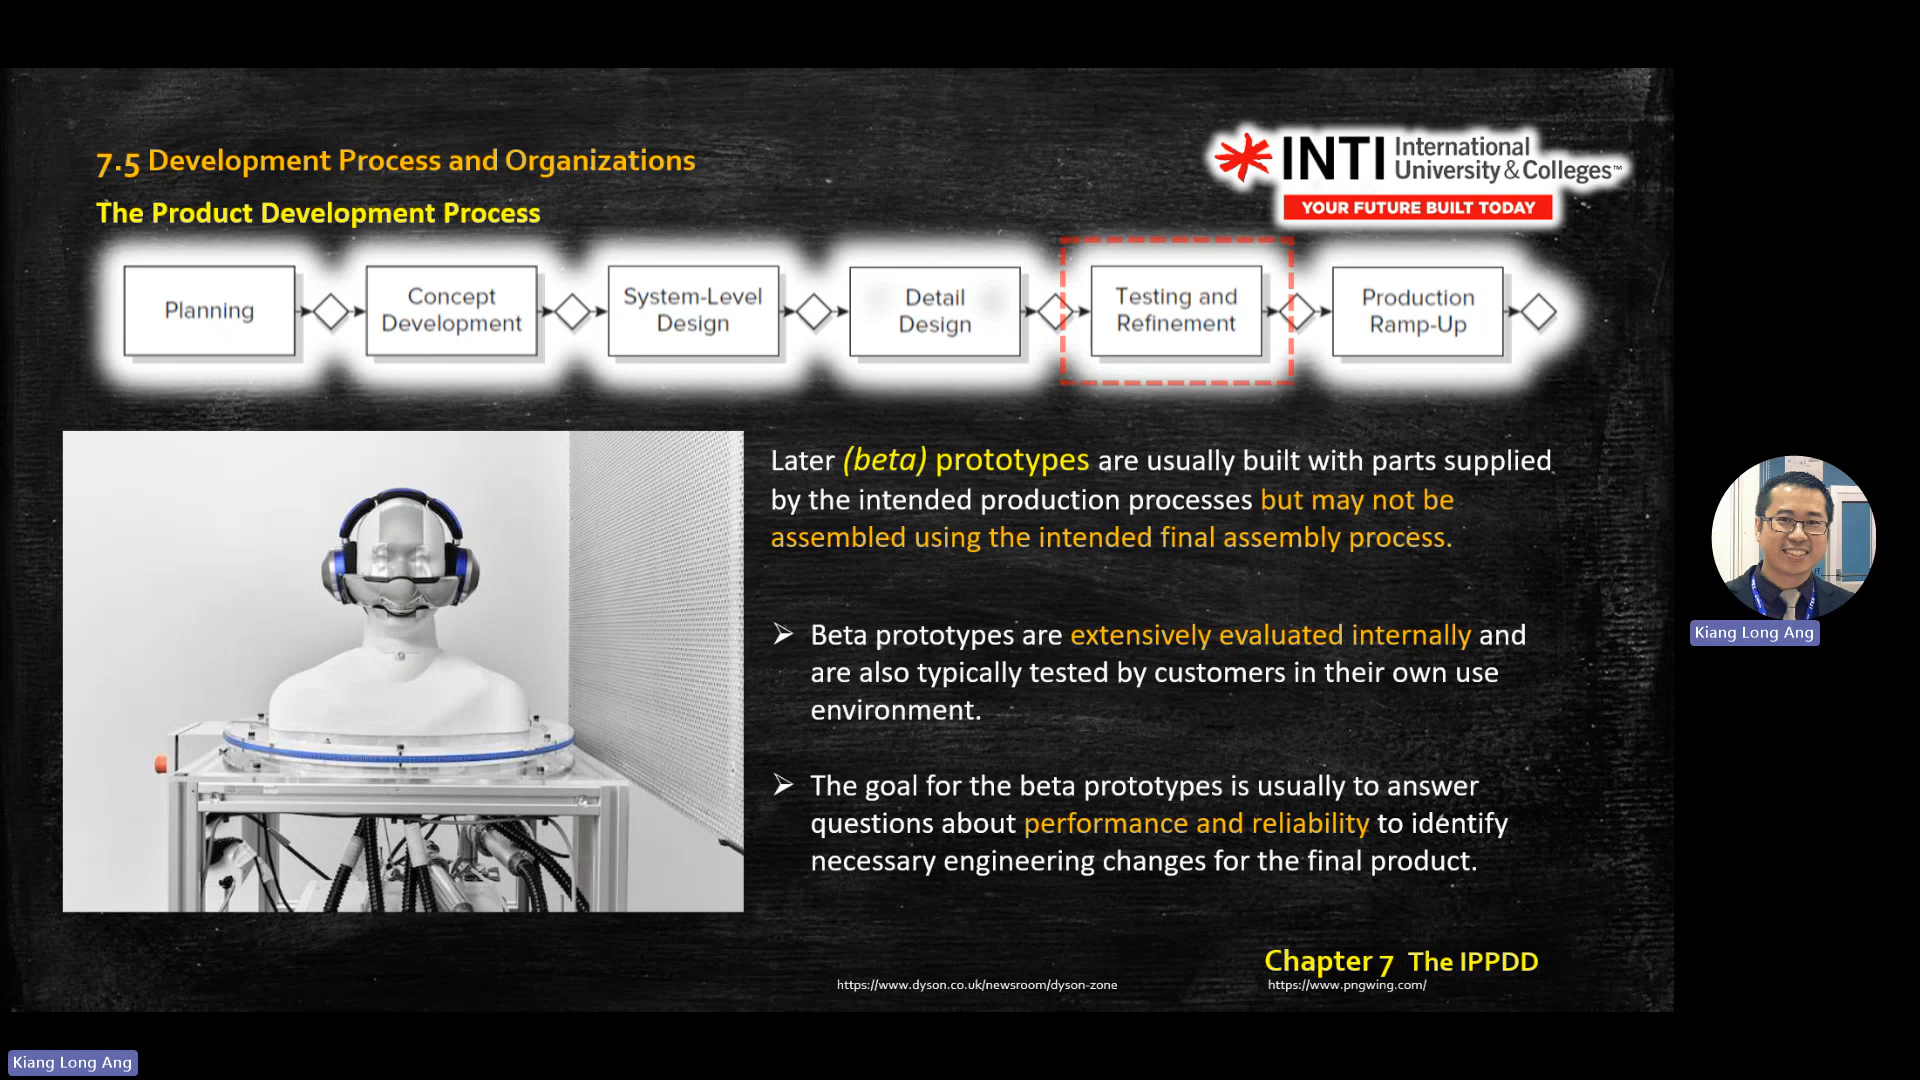 7.5 Development Process and Organizations
INTI International
University & Colleges™
YOUR FUTURE BUILT TODAY
The Product Development Process
Planning
Concept
Development
System-Level
Design
Detail
Design
Testing and
Refinement
Production
Ramp-Up
Later (beta) prototypes are usually built with parts supplied
by the intended production processes but may not be
assembled using the intended final assembly process.
➢ Beta prototypes are extensively evaluated internally and
are also typically tested by customers in their own use
environment.
➢ The goal for the beta prototypes is usually to answer
questions about performance and reliability to identify
necessary engineering changes for the final product.
Chapter 7 The IPPDD
https://www.dyson.co.uk/newsroom/dyson-zone
https://www.pngwing.com/
Kiang Long Ang
Kiang Long Ang